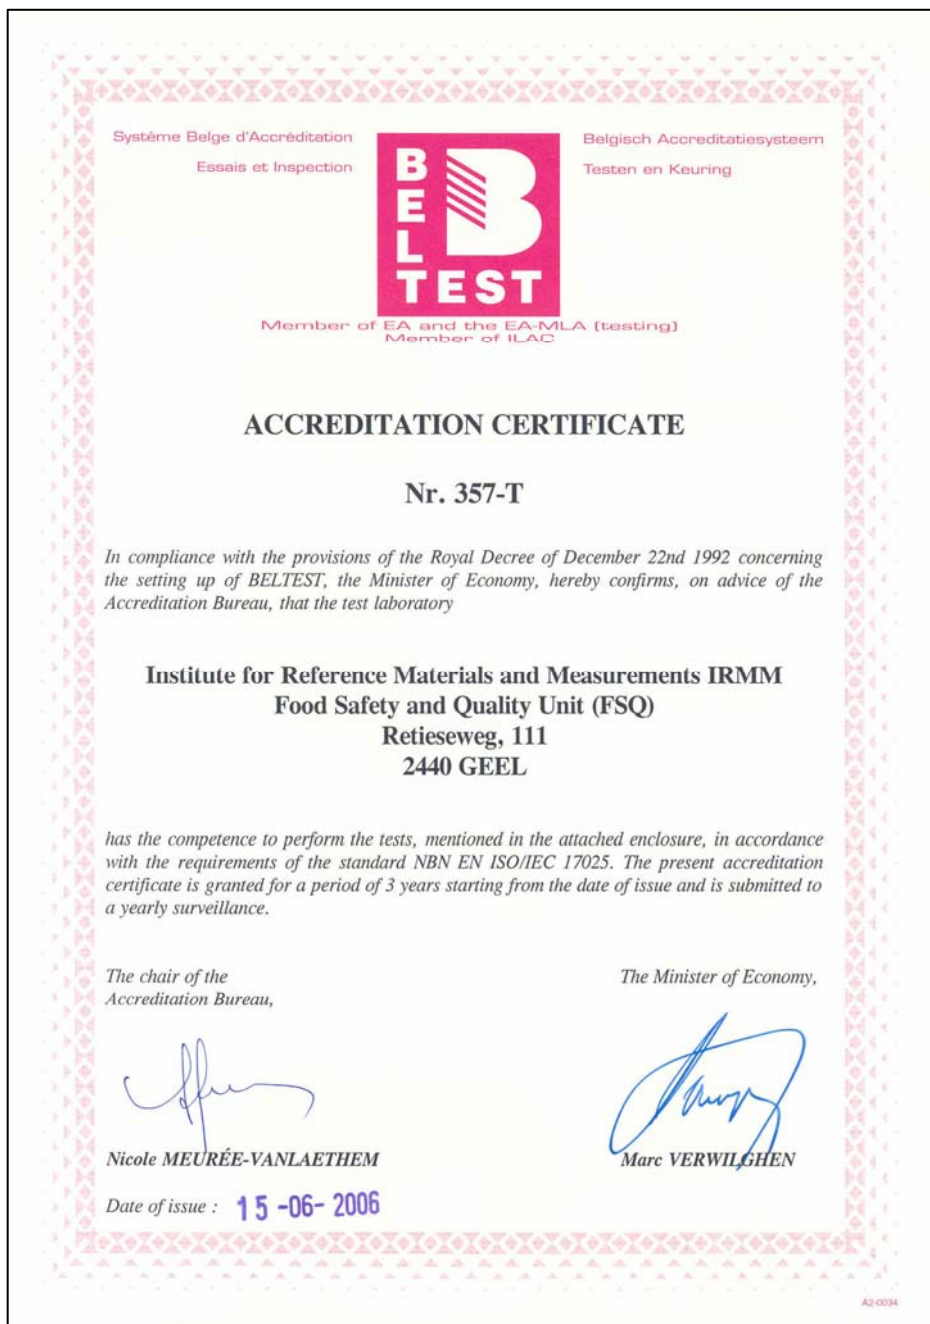 Système Belge d'Accréditation
Essais et Inspection
Belgisch Accreditatiesysteem
Testen en Keuring
B
BELTEST
Member of EA and the EA-MLA (testing)
Member of ILAC
ACCREDITATION CERTIFICATE
Nr. 357-T
In compliance with the provisions of the Royal Decree of December 22nd 1992 concerning
the setting up of BELTEST, the Minister of Economy, hereby confirms, on advice of the
Accreditation Bureau, that the test laboratory
Institute for Reference Materials and Measurements IRMM
Food Safety and Quality Unit (FSQ)
Retieseweg, 111
2440 GEEL
has the competence to perform the tests, mentioned in the attached enclosure, in accordance
with the requirements of the standard NBN EN ISO/IEC 17025. The present accreditation
certificate is granted for a period of 3 years starting from the date of issue and is submitted to
a yearly surveillance.
The chair of the
Accreditation Bureau,
The Minister of Economy,
Nicole MEURÉE-VANLAETHEM
Marc VERWILGHEN
Date of issue : 15-06-2006
A2-0034